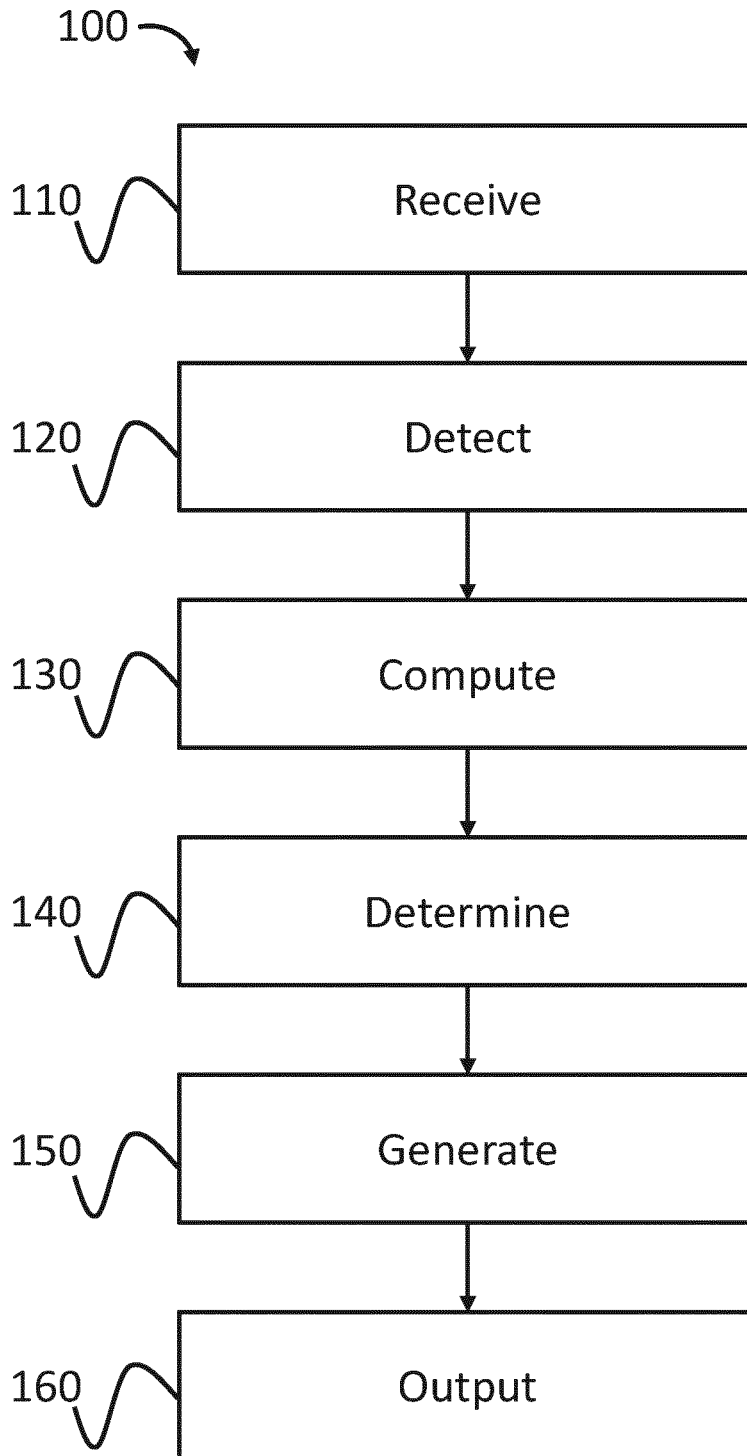 100
110 Receive
120 Detect
130 Compute
140 Determine
150 Generate
160 Output